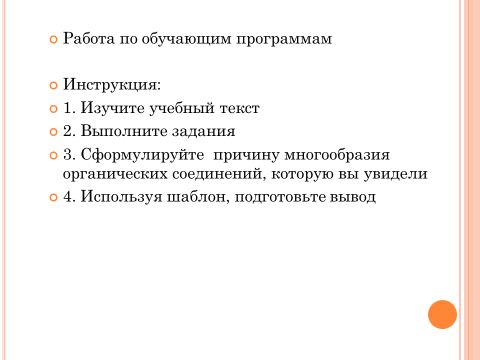 Работа по обучающим программам
Инструкция:
1. Изучите учебный текст
2. Выполните задания
3. Сформулируйте  причину многообразия
органических соединений, которую вы увидели
4. Используя шаблон, подготовьте вывод